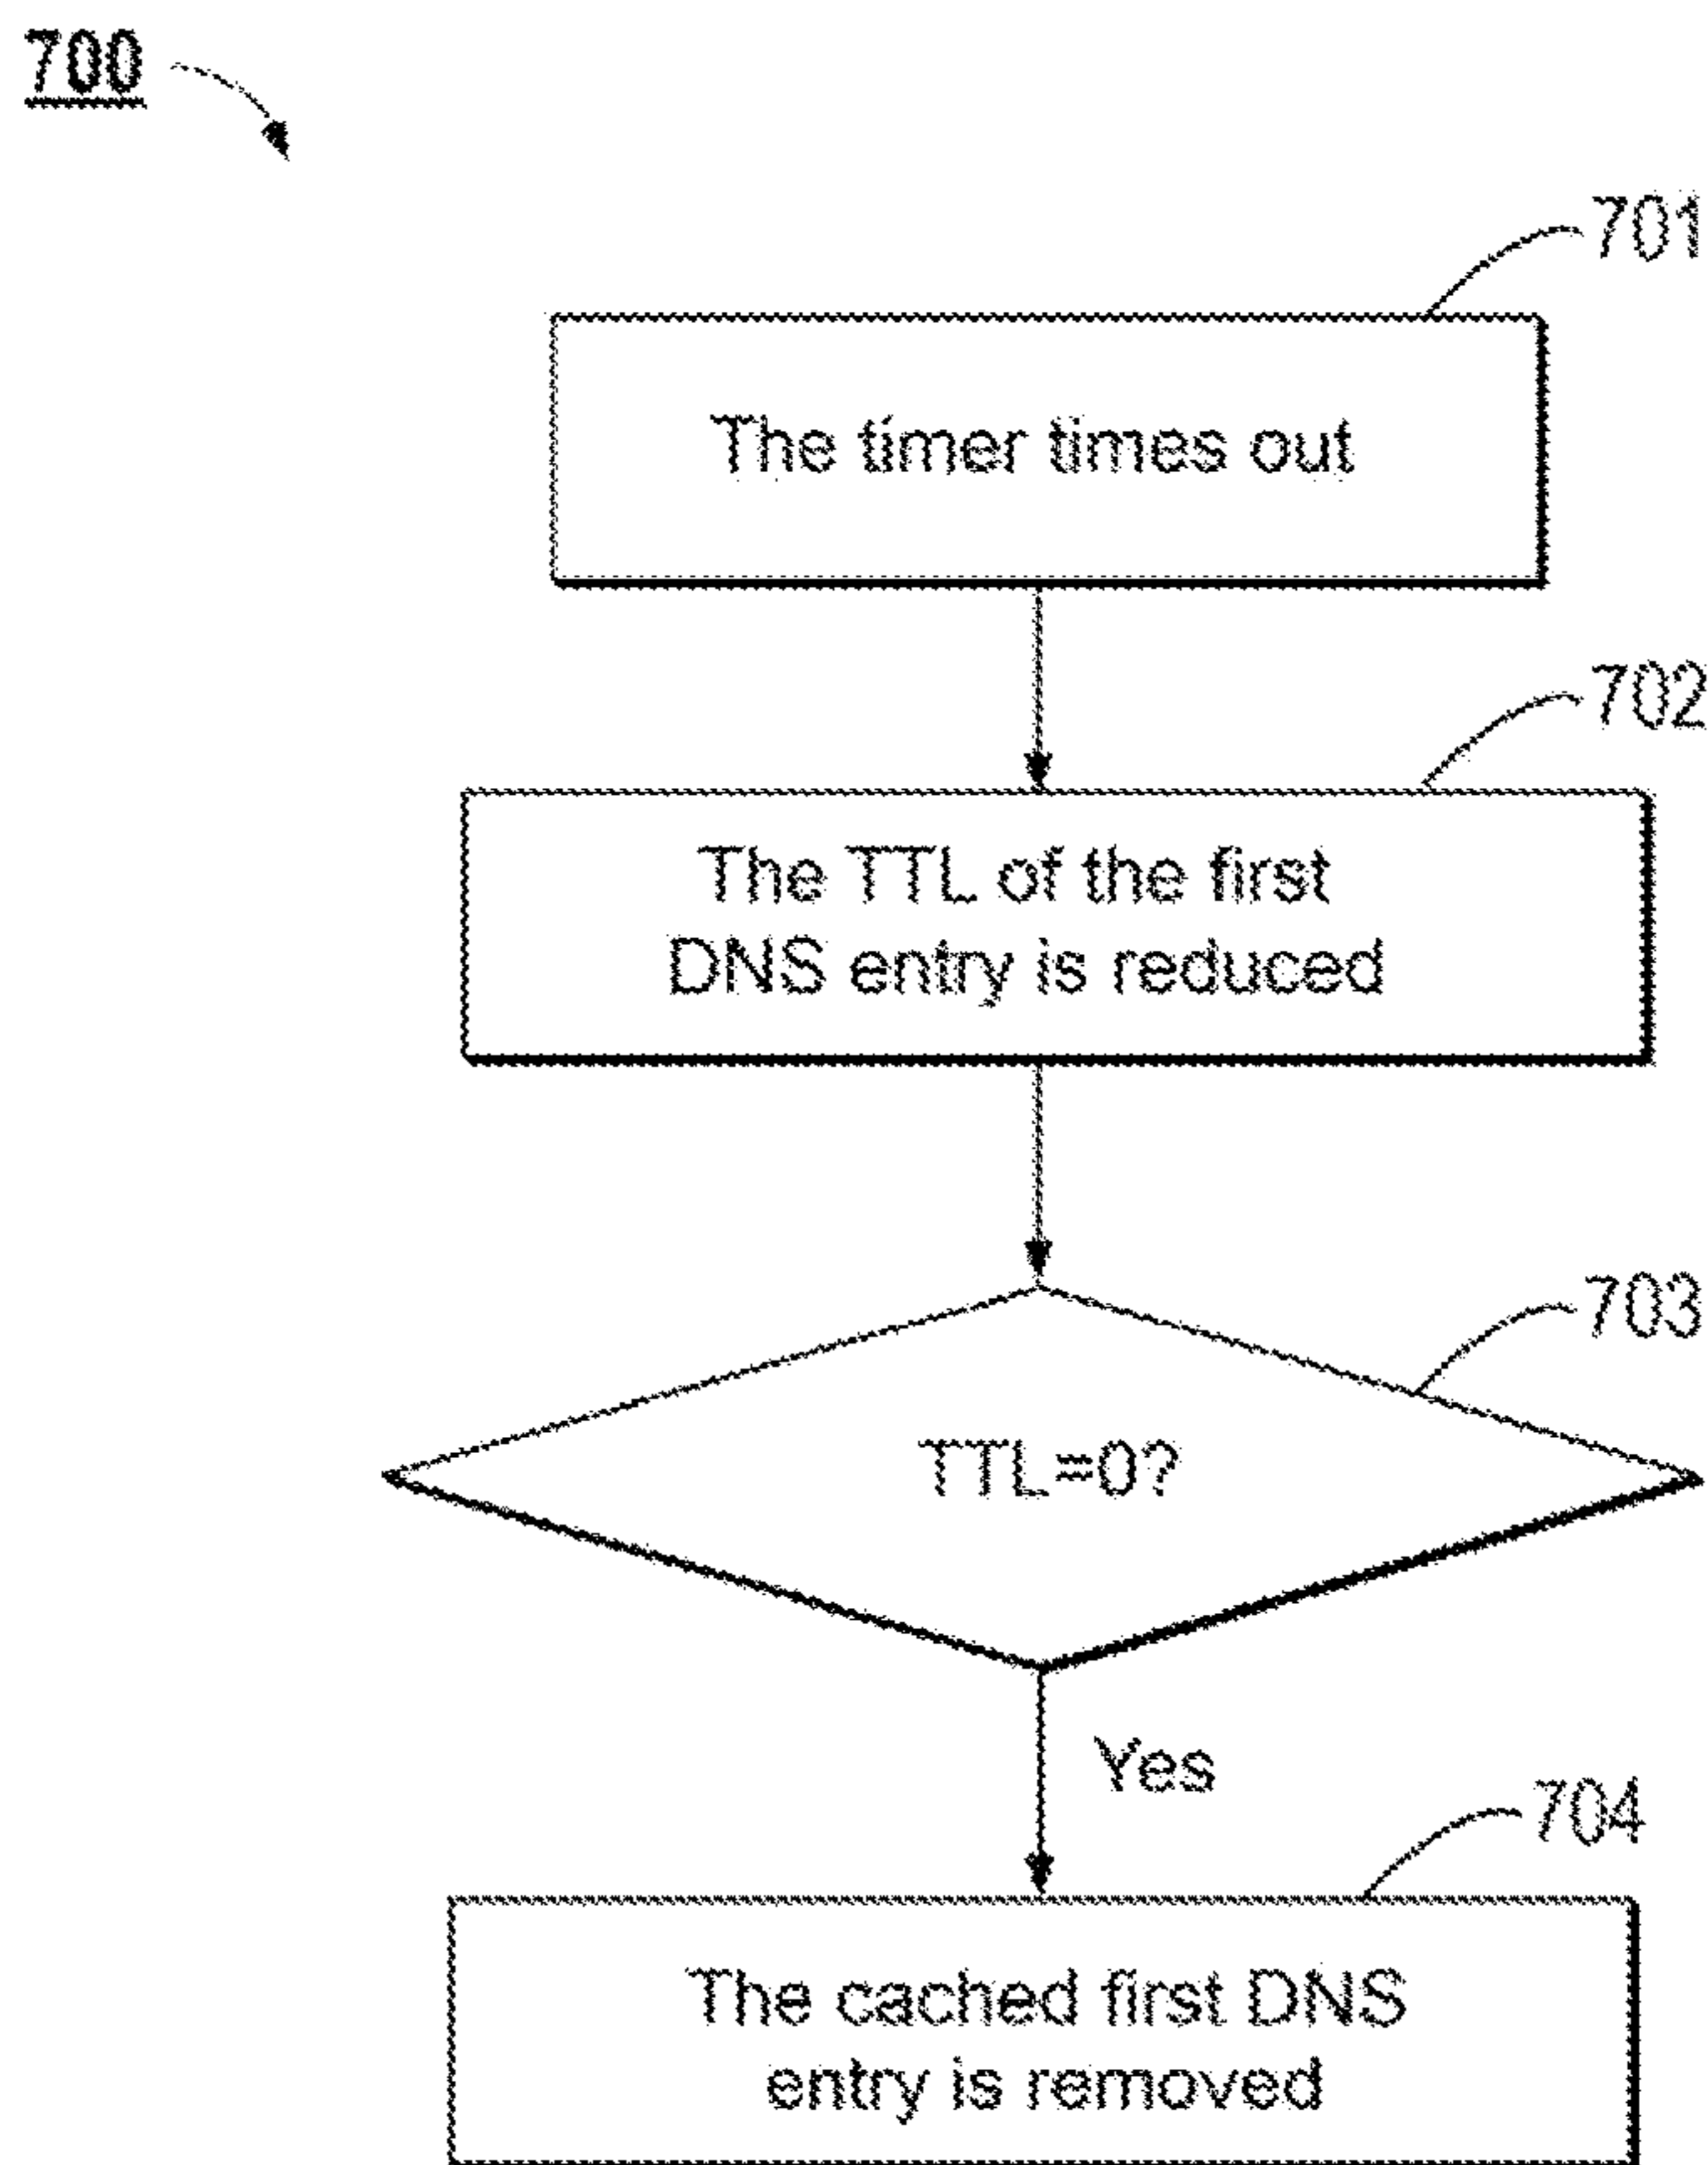 700
701
The timer times out
702
The TTL of the first
DNS entry is reduced
703
TTL=0?
Yes
704
The cached first DNS
entry is removed